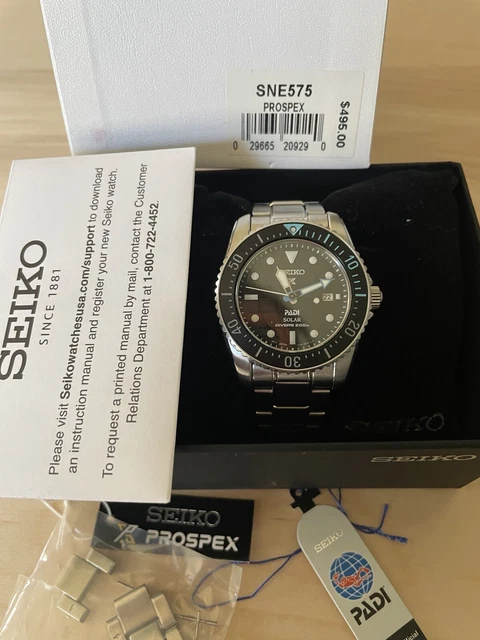 SNE575
PROSPEX
$495.00
0 29665 20929 0
SEIKO
SINCE 1881
Please visit Seikowatchesusa.com/support to download
an instruction manual and register your new Seiko watch.
To request a printed manual by mail, contact the Customer
Relations Department at 1-800-722-4452.
SEIKO
PADI
SOLAR
DIVER'S 200m
10
20
30
40
50
SEIKO
SEIKO
SEIKO
PROSPEX
SEIKO
PADI